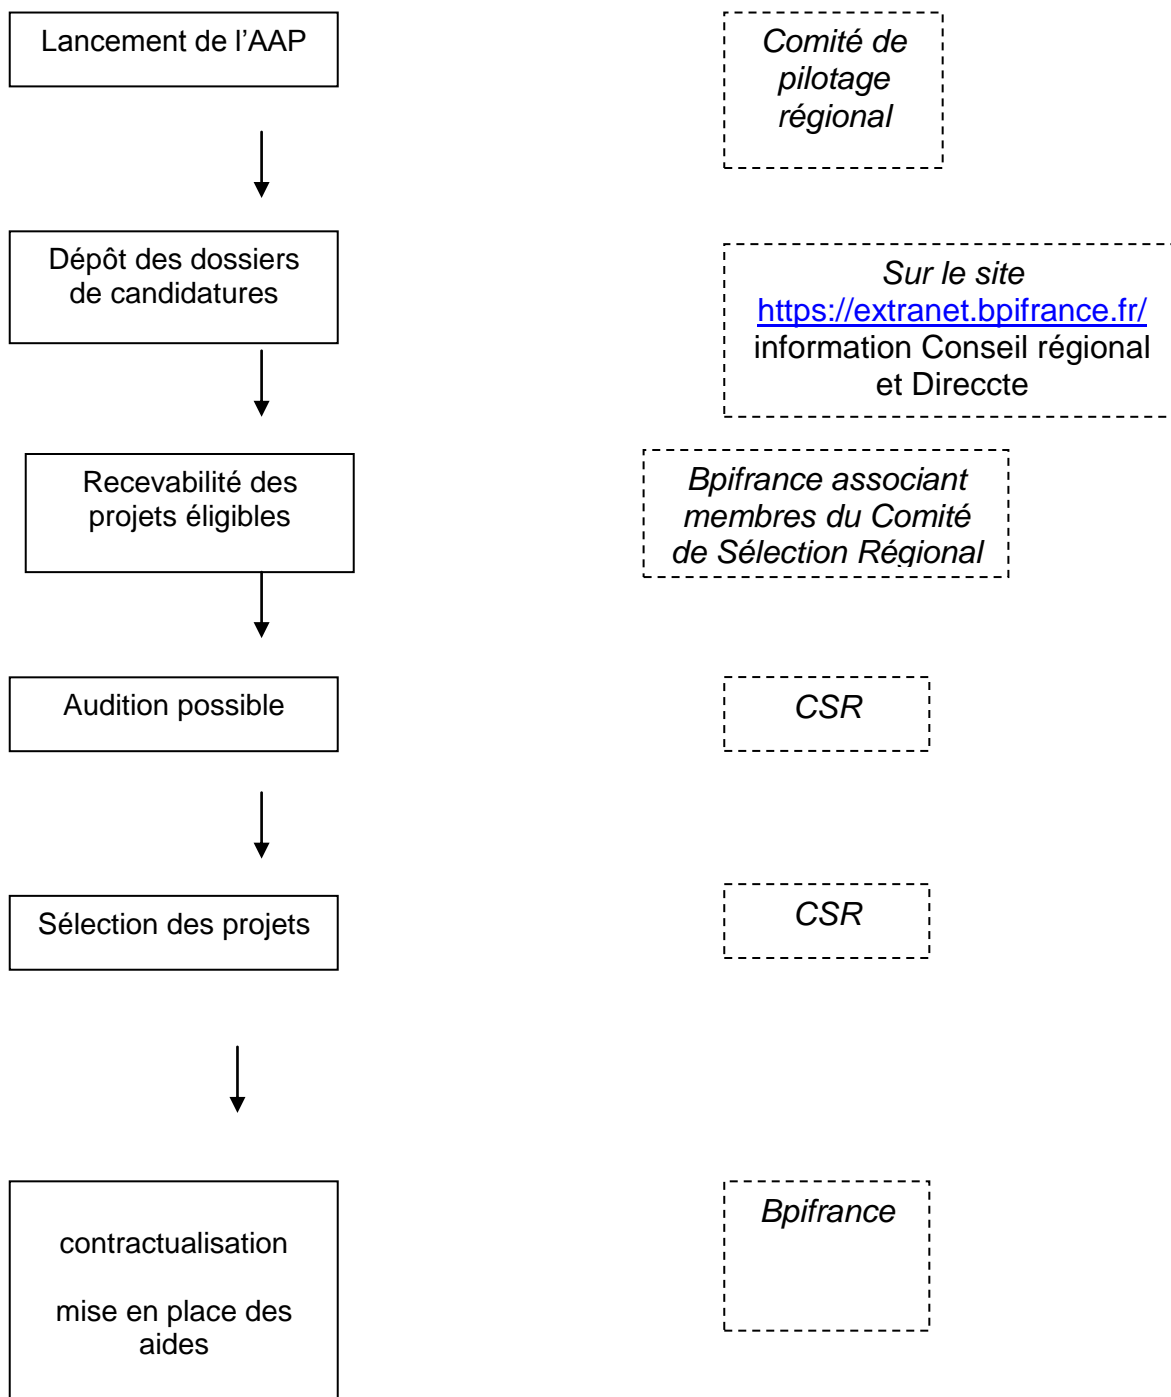 Lancement de l’AAP
Comité de
pilotage
régional
Dépôt des dossiers
de candidatures
Sur le site
https://extranet.bpifrance.fr/
information Conseil régional
et Direccte
Recevabilité des
projets éligibles
Bpifrance associant
membres du Comité
de Sélection Régional
Audition possible
CSR
Sélection des projets
CSR
contractualisation
mise en place des
aides
Bpifrance